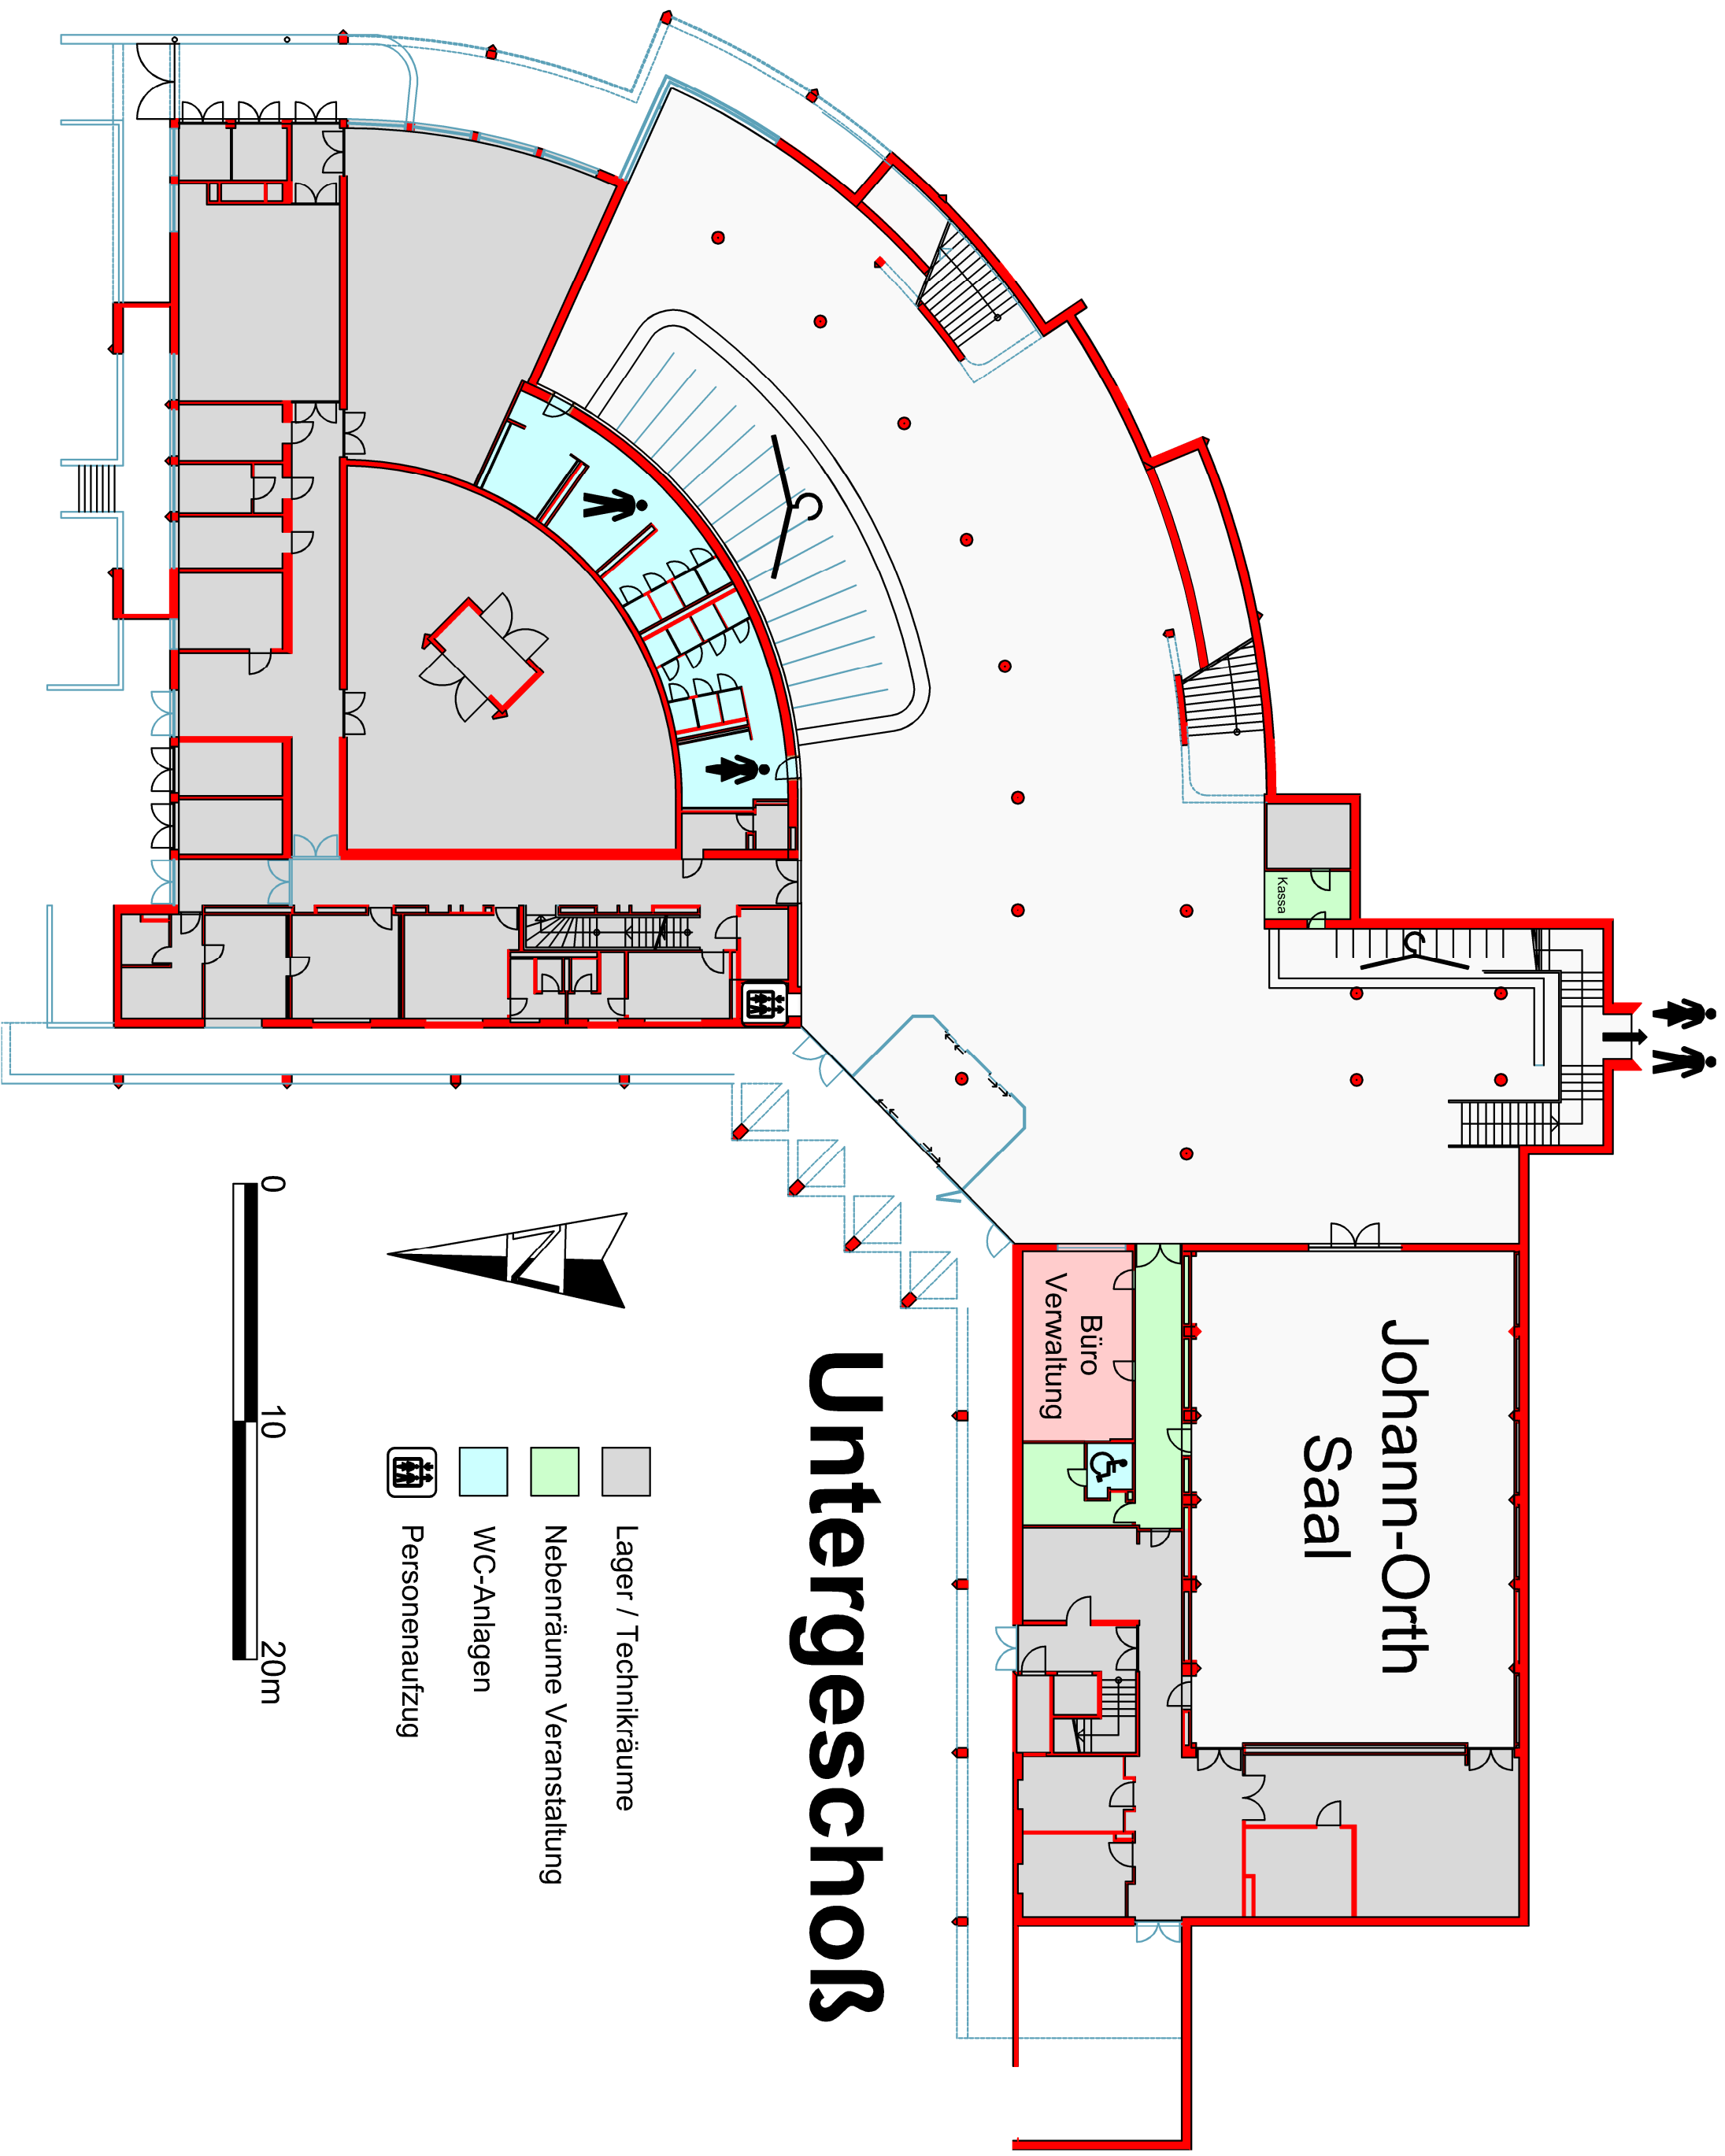 Kassa
Johann-Orth
Saal
Büro
Verwaltung
Untergeschoß
Lager / Technikräume
Nebenräume Veranstaltung
WC-Anlagen
Personenaufzug
N
0 10 20m